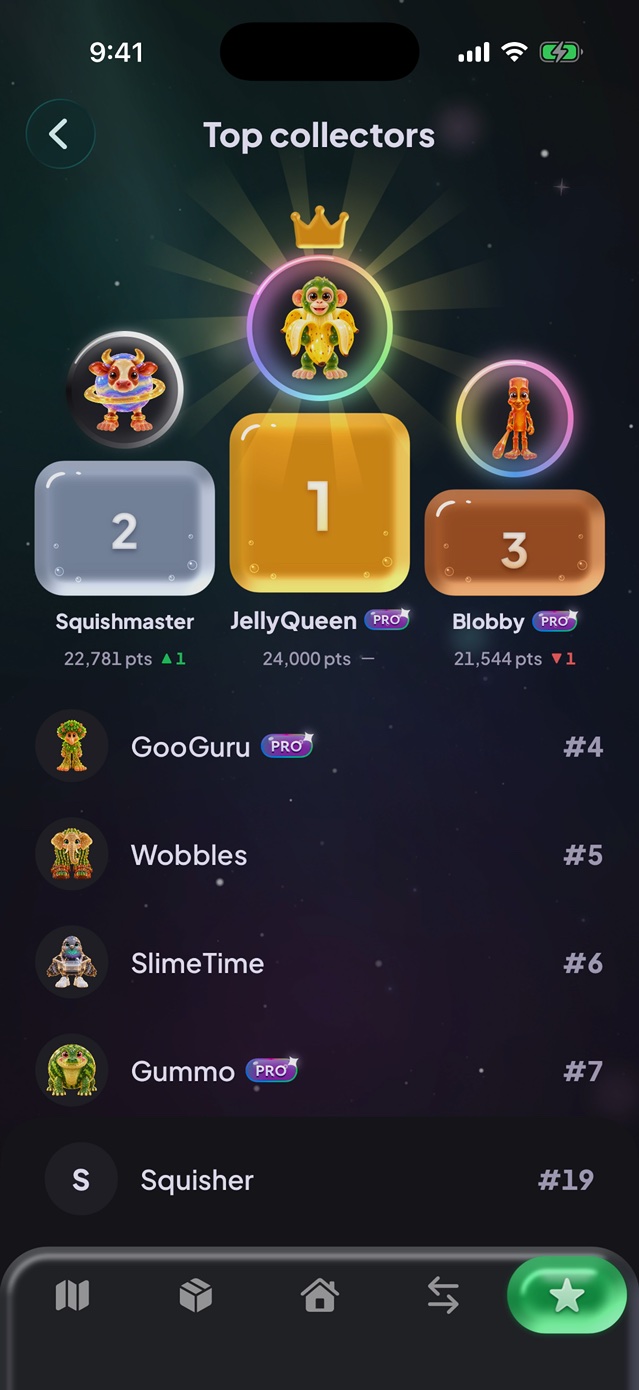 9:41
Top collectors
2
1
3
Squishmaster
JellyQueen PRO
Blobby PRO
22,781 pts ▲1
24,000 pts —
21,544 pts ▼1
GooGuru PRO #4
Wobbles #5
SlimeTime #6
Gummo PRO #7
S Squisher #19